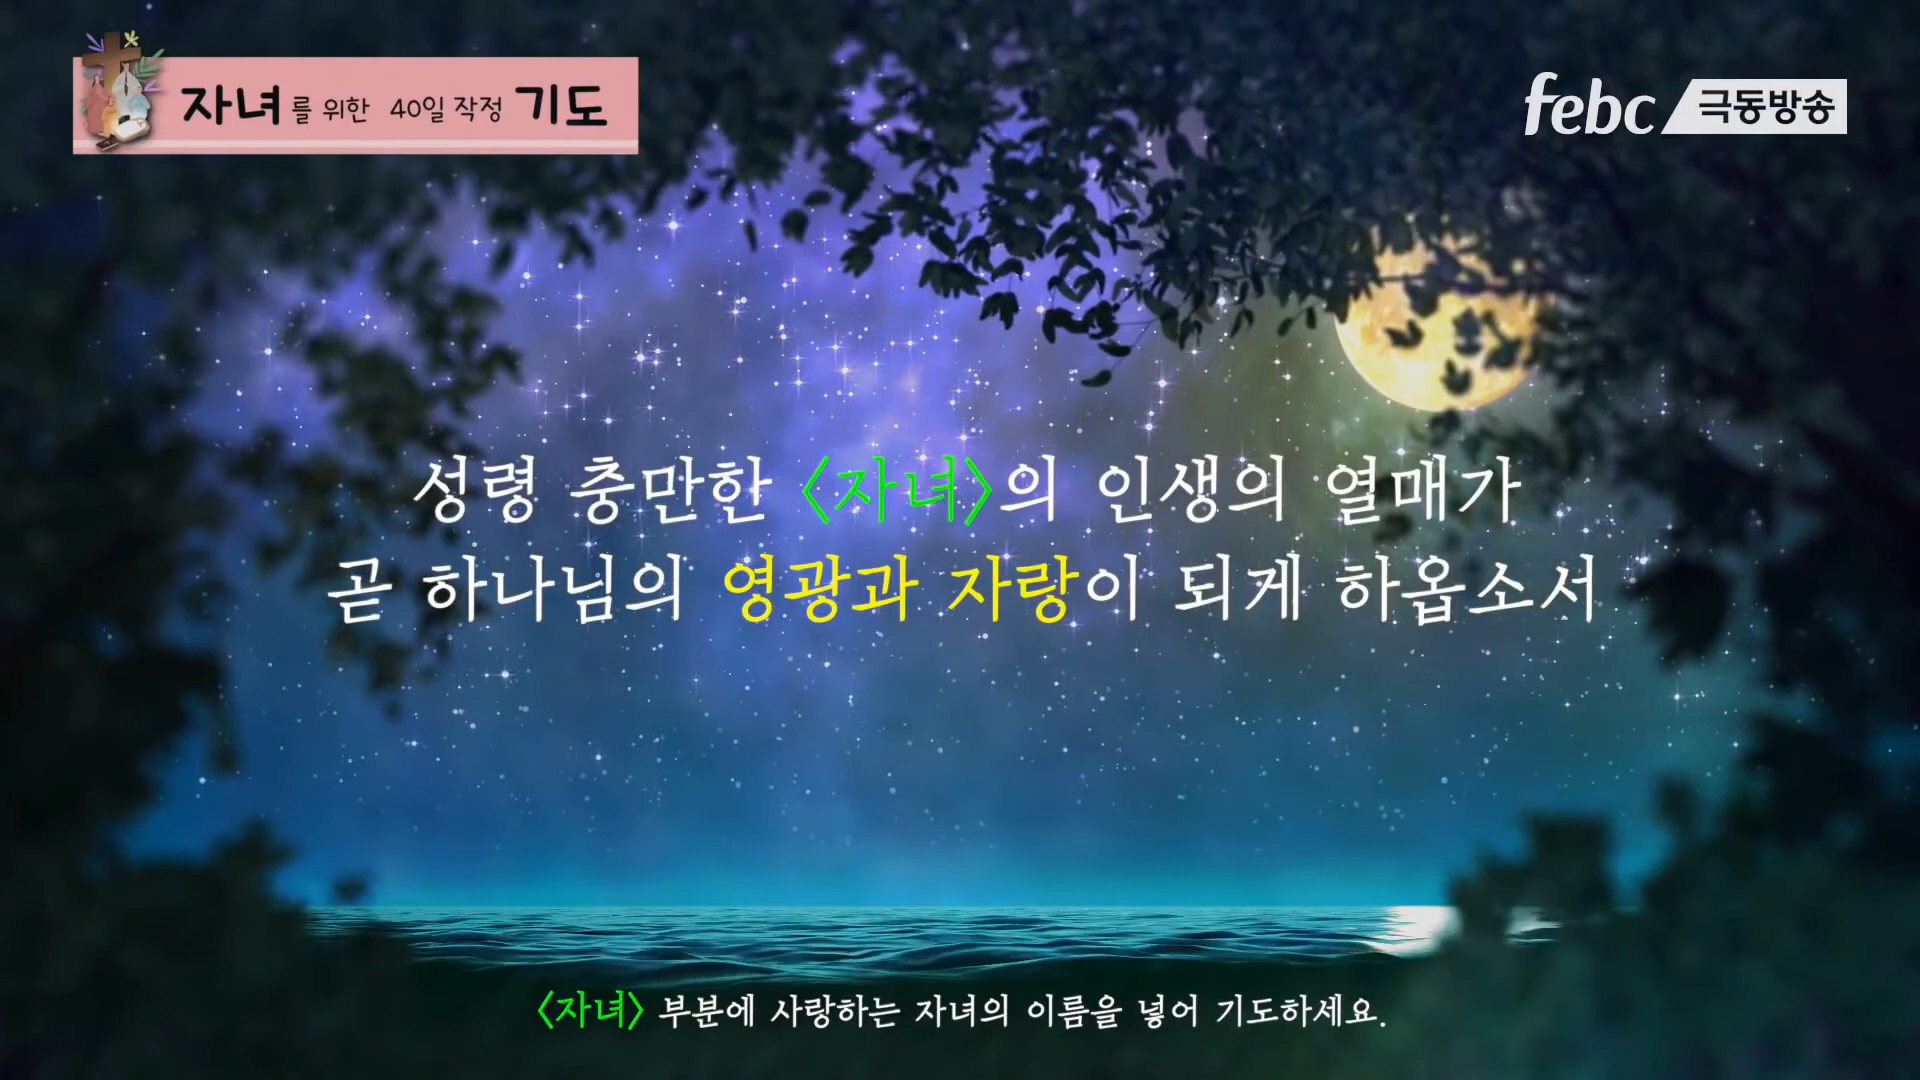 자녀를 위한 40일 작정 기도
febc 극동방송
성령 충만한 <자녀>의 인생의 열매가
곧 하나님의 영광과 자랑이 되게 하옵소서
<자녀> 부분에 사랑하는 자녀의 이름을 넣어 기도하세요.